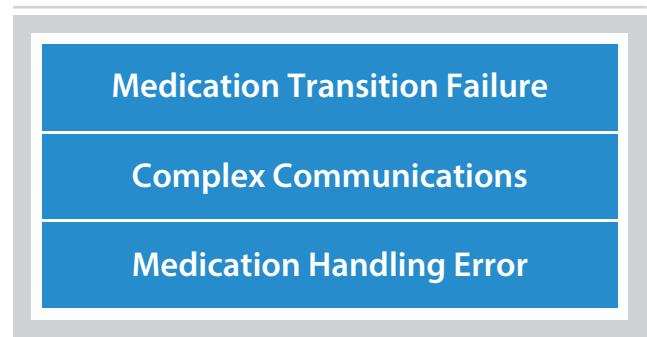 Medication Transition Failure
Complex Communications
Medication Handling Error